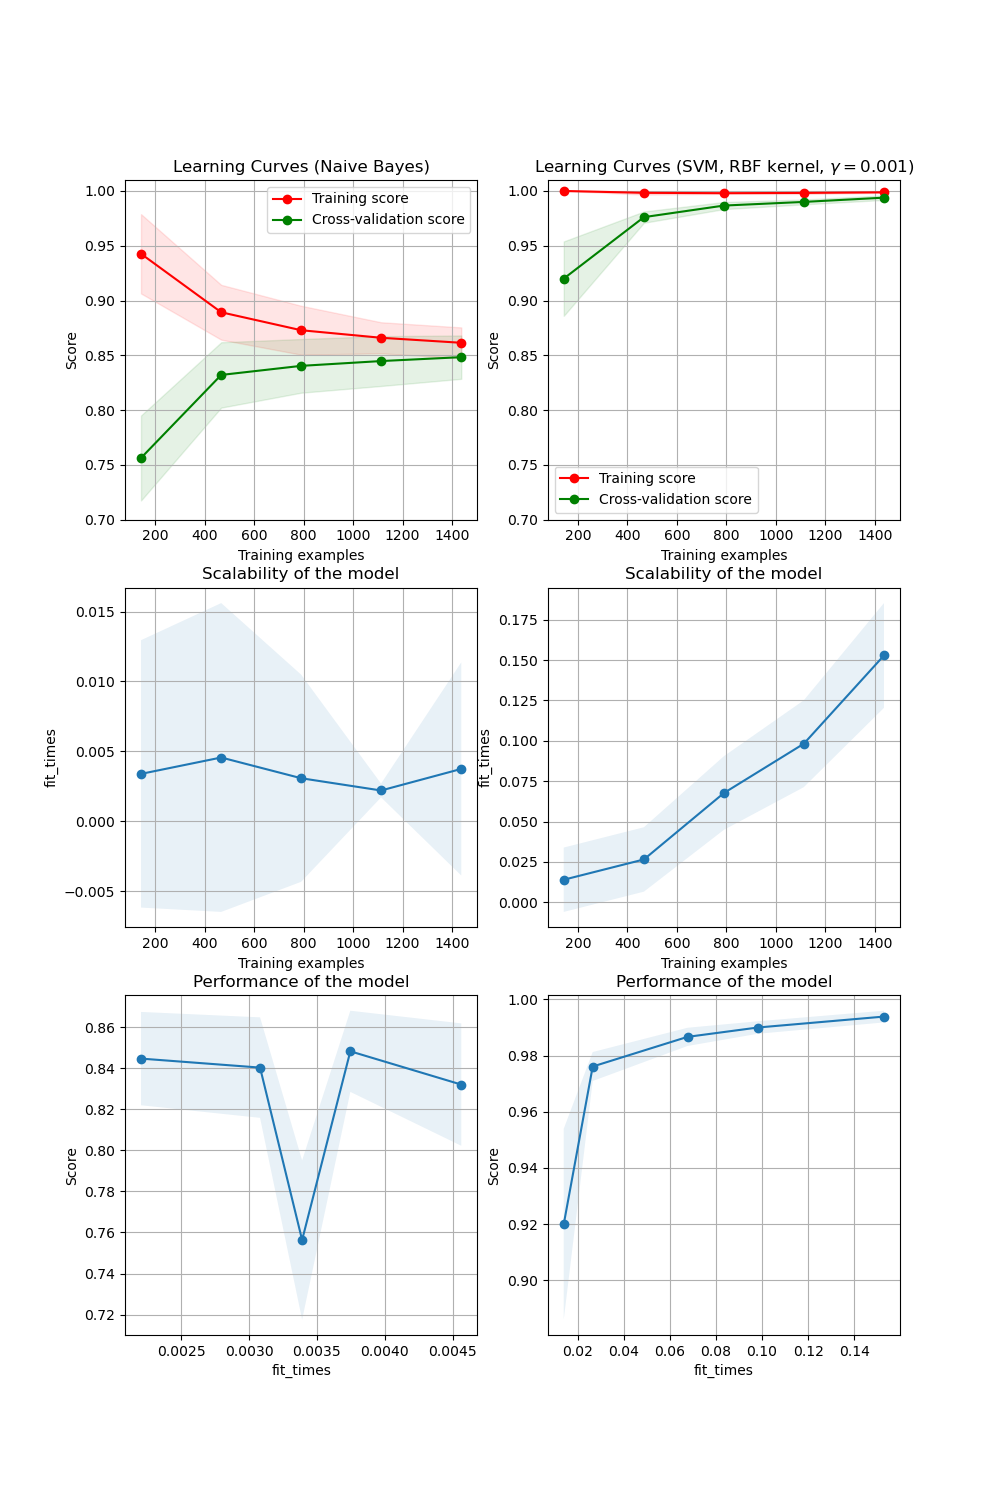 Learning Curves (Naive Bayes)
1.00
0.95
0.90
0.85
0.80
0.75
0.70
Score
Training score
Cross-validation score
200 400 600 800 1000 1200 1400
Training examples
Learning Curves (SVM, RBF kernel, γ = 0.001)
1.00
0.95
0.90
0.85
0.80
0.75
0.70
Score
Training score
Cross-validation score
200 400 600 800 1000 1200 1400
Training examples
Scalability of the model
0.015
0.010
0.005
0.000
−0.005
fit_times
200 400 600 800 1000 1200 1400
Training examples
Scalability of the model
0.175
0.150
0.125
0.100
0.075
0.050
0.025
0.000
fit_times
200 400 600 800 1000 1200 1400
Training examples
Performance of the model
0.86
0.84
0.82
0.80
0.78
0.76
0.74
0.72
Score
0.0025 0.0030 0.0035 0.0040 0.0045
fit_times
Performance of the model
1.00
0.98
0.96
0.94
0.92
0.90
Score
0.02 0.04 0.06 0.08 0.10 0.12 0.14
fit_times